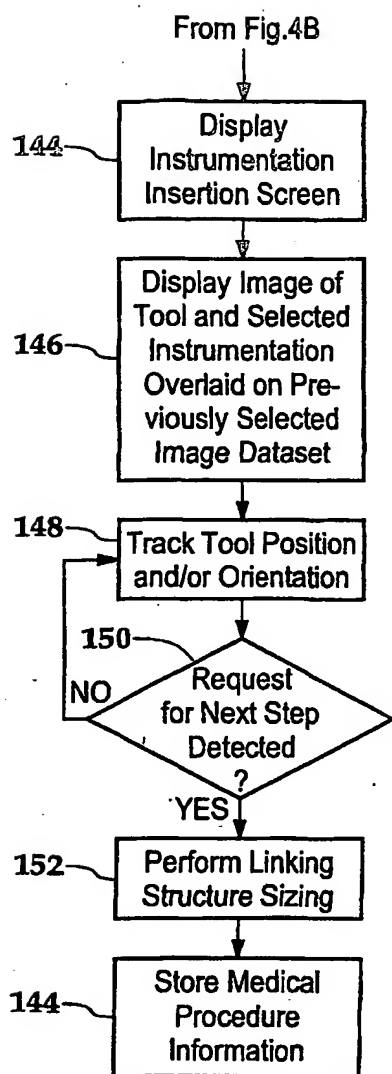 From Fig.4B
144
Display
Instrumentation
Insertion Screen
146
Display Image of
Tool and Selected
Instrumentation
Overlaid on Pre-
viously Selected
Image Dataset
148
Track Tool Position
and/or Orientation
150
NO
Request
for Next Step
Detected
?
YES
152
Perform Linking
Structure Sizing
144
Store Medical
Procedure
Information